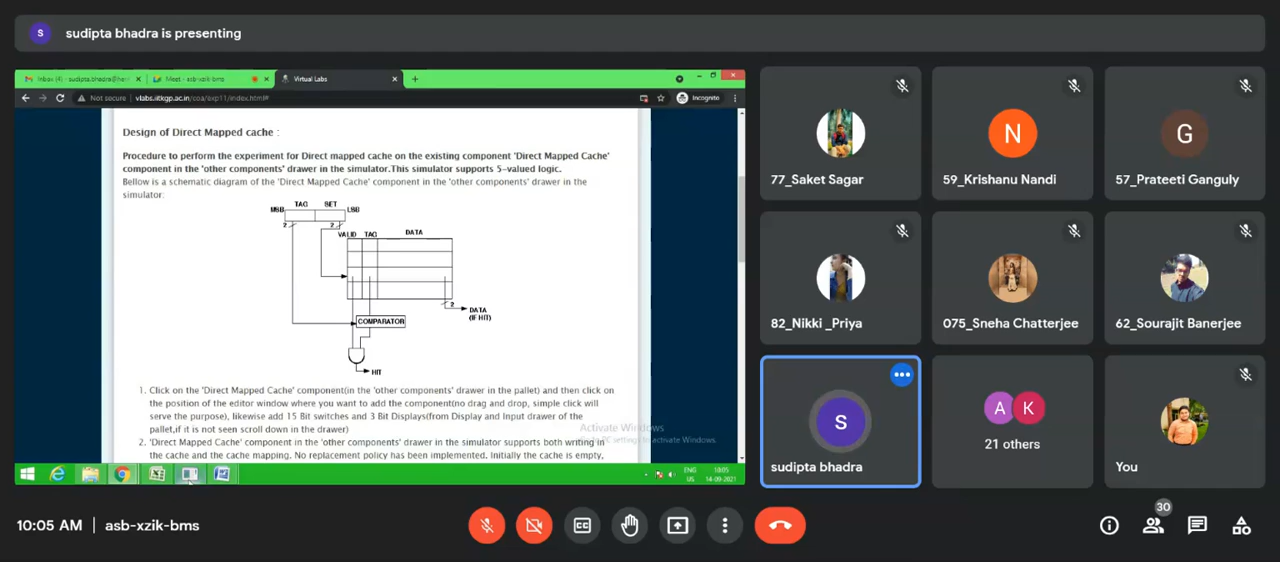 S
sudipta bhadra is presenting
Meet - asb-xzik-bms
Virtual Labs
Not secure
vlabs.iitkgp.ac.in/coa/exp11/index.html#
Incognito
Design of Direct Mapped cache :
Procedure to perform the experiment for Direct mapped cache on the existing component 'Direct Mapped Cache'
component in the 'other components' drawer in the simulator.This simulator supports 5-valued logic.
Bellow is a schematic diagram of the 'Direct Mapped Cache' component in the 'other components' drawer in the
simulator:
TAG SET
MSB LSB
2 2
VALID TAG DATA
2
DATA
(IF HIT)
COMPARATOR
HIT
1. Click on the 'Direct Mapped Cache' component(in the 'other components' drawer in the pallet) and then click on
the position of the editor window where you want to add the component(no drag and drop, simple click will
serve the purpose), likewise add 15 Bit switches and 3 Bit Displays(from Display and Input drawer of the
pallet,if it is not seen scroll down in the drawer)
2. 'Direct Mapped Cache' component in the 'other components' drawer in the simulator supports both writing in
the cache and the cache mapping. No replacement policy has been implemented. Initially the cache is empty,
Activate Windows
ENG
US
10:05
14-09-2021
77_Saket Sagar
N
59_Krishanu Nandi
G
57_Prateeti Ganguly
82_Nikki _Priya
075_Sneha Chatterjee
62_Sourajit Banerjee
S
sudipta bhadra
A K
21 others
You
10:05 AM | asb-xzik-bms
30